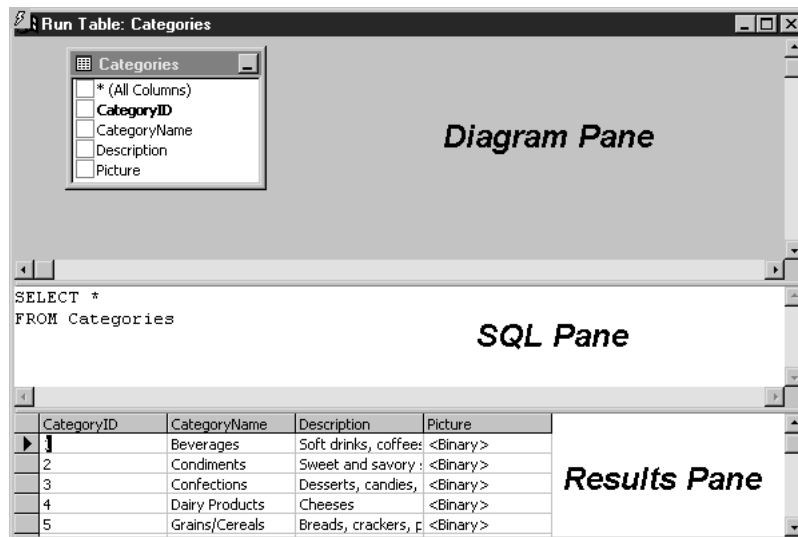 Run Table: Categories
Categories
* (All Columns)
CategoryID
CategoryName
Description
Picture
Diagram Pane
SELECT *
FROM Categories
SQL Pane
CategoryID CategoryName Description Picture
1 Beverages Soft drinks, coffees <Binary>
2 Condiments Sweet and savory <Binary>
3 Confections Desserts, candies, <Binary>
4 Dairy Products Cheeses <Binary>
5 Grains/Cereals Breads, crackers, p <Binary>
Results Pane